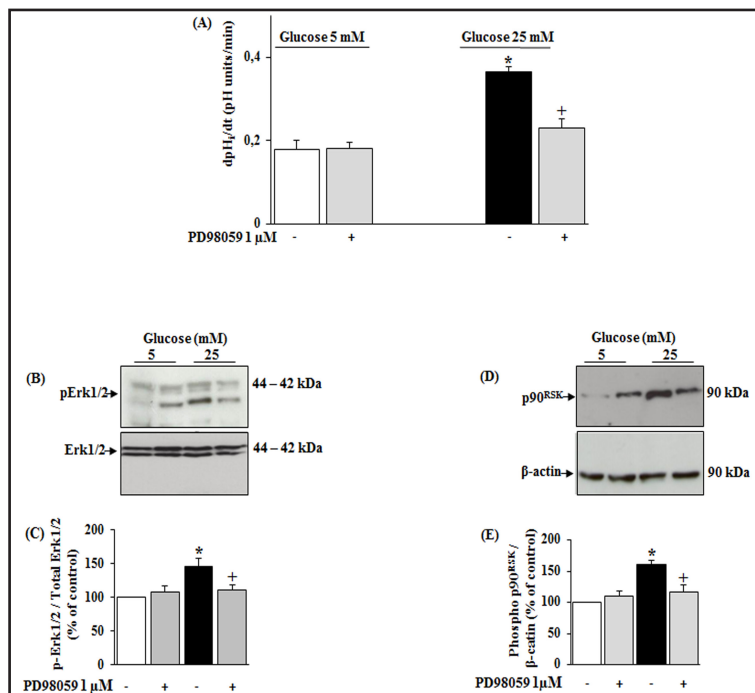 (A)
Glucose 5 mM
Glucose 25 mM
dpHi/dt (pH units/min)
0,4
0,2
0
*
+
PD98059 1 µM
- + - +
Glucose (mM)
5 25
(B)
pErk1/2
44 – 42 kDa
Erk1/2
44 – 42 kDa
(C)
p-Erk1/2 / Total Erk1/2
(% of control)
200
150
100
50
0
*
+
PD98059 1 µM
- + - +
Glucose (mM)
5 25
(D)
p90RSK
90 kDa
β-actin
90 kDa
(E)
Phospho p90RSK/
β-catin (% of control)
200
150
100
50
0
*
+
PD98059 1 µM
- + - +